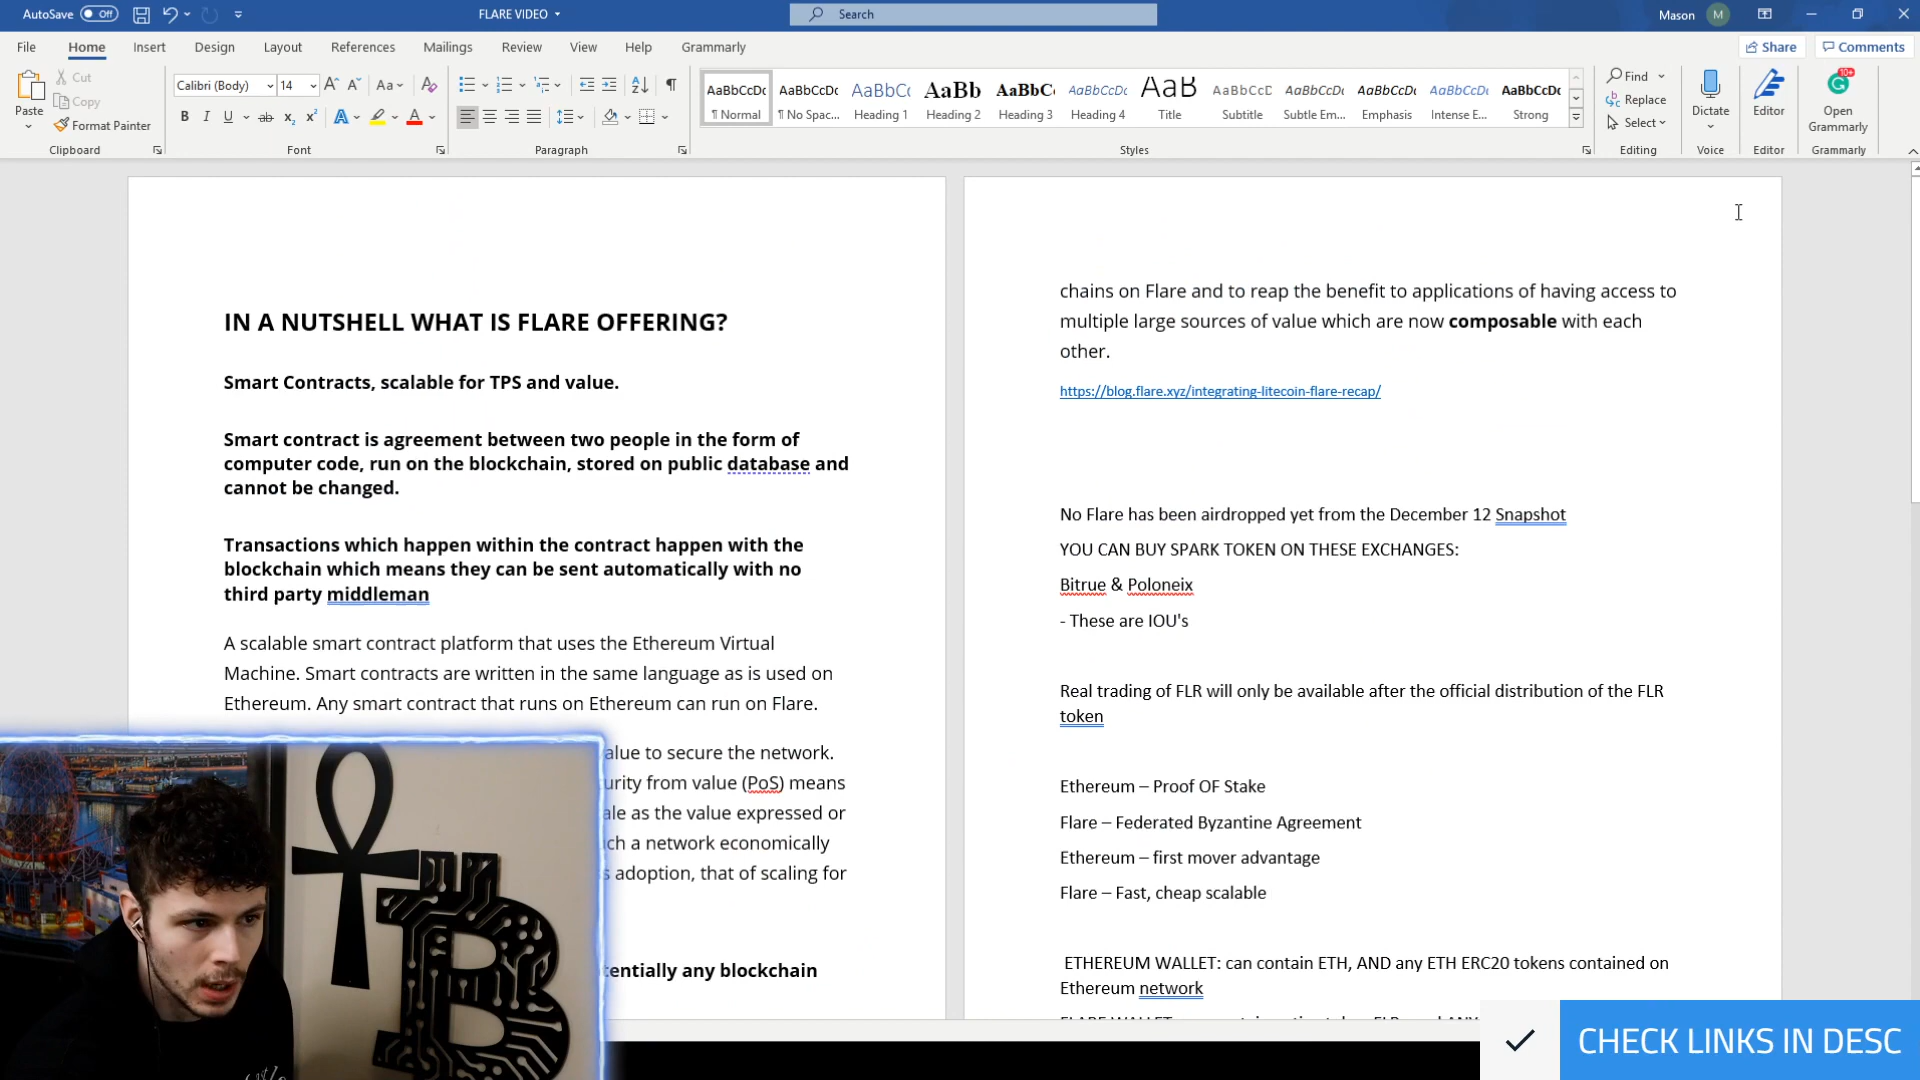 AutoSave Off FLARE VIDEO Search Mason M
File Home Insert Design Layout References Mailings Review View Help Grammarly Share Comments
Paste Cut Copy Format Painter
Calibri (Body) 14
AaBbCcDc AaBbCcDc AaBbCc AaBb AaBbC AaBbCcDc AaB AaBbCcD AaBbCcDc AaBbCcDc AaBbCcDc AaBbCcDc
¶ Normal ¶ No Spac... Heading 1 Heading 2 Heading 3 Heading 4 Title Subtitle Subtle Em... Emphasis Intense E... Strong
Find Replace Select
Dictate Editor Open Grammarly
Clipboard Font Paragraph Styles Editing Voice Editor Grammarly
IN A NUTSHELL WHAT IS FLARE OFFERING?
Smart Contracts, scalable for TPS and value.
Smart contract is agreement between two people in the form of
computer code, run on the blockchain, stored on public database and
cannot be changed.
Transactions which happen within the contract happen with the
blockchain which means they can be sent automatically with no
third party middleman
A scalable smart contract platform that uses the Ethereum Virtual
Machine. Smart contracts are written in the same language as is used on
Ethereum. Any smart contract that runs on Ethereum can run on Flare.
alue to secure the network.
urity from value (PoS) means
ale as the value expressed or
ch a network economically
s adoption, that of scaling for
tentially any blockchain
chains on Flare and to reap the benefit to applications of having access to
multiple large sources of value which are now composable with each
other.
https://blog.flare.xyz/integrating-litecoin-flare-recap/
No Flare has been airdropped yet from the December 12 Snapshot
YOU CAN BUY SPARK TOKEN ON THESE EXCHANGES:
Bitrue & Poloneix
- These are IOU's
Real trading of FLR will only be available after the official distribution of the FLR
token
Ethereum – Proof OF Stake
Flare – Federated Byzantine Agreement
Ethereum – first mover advantage
Flare – Fast, cheap scalable
ETHEREUM WALLET: can contain ETH, AND any ETH ERC20 tokens contained on
Ethereum network
CHECK LINKS IN DESC